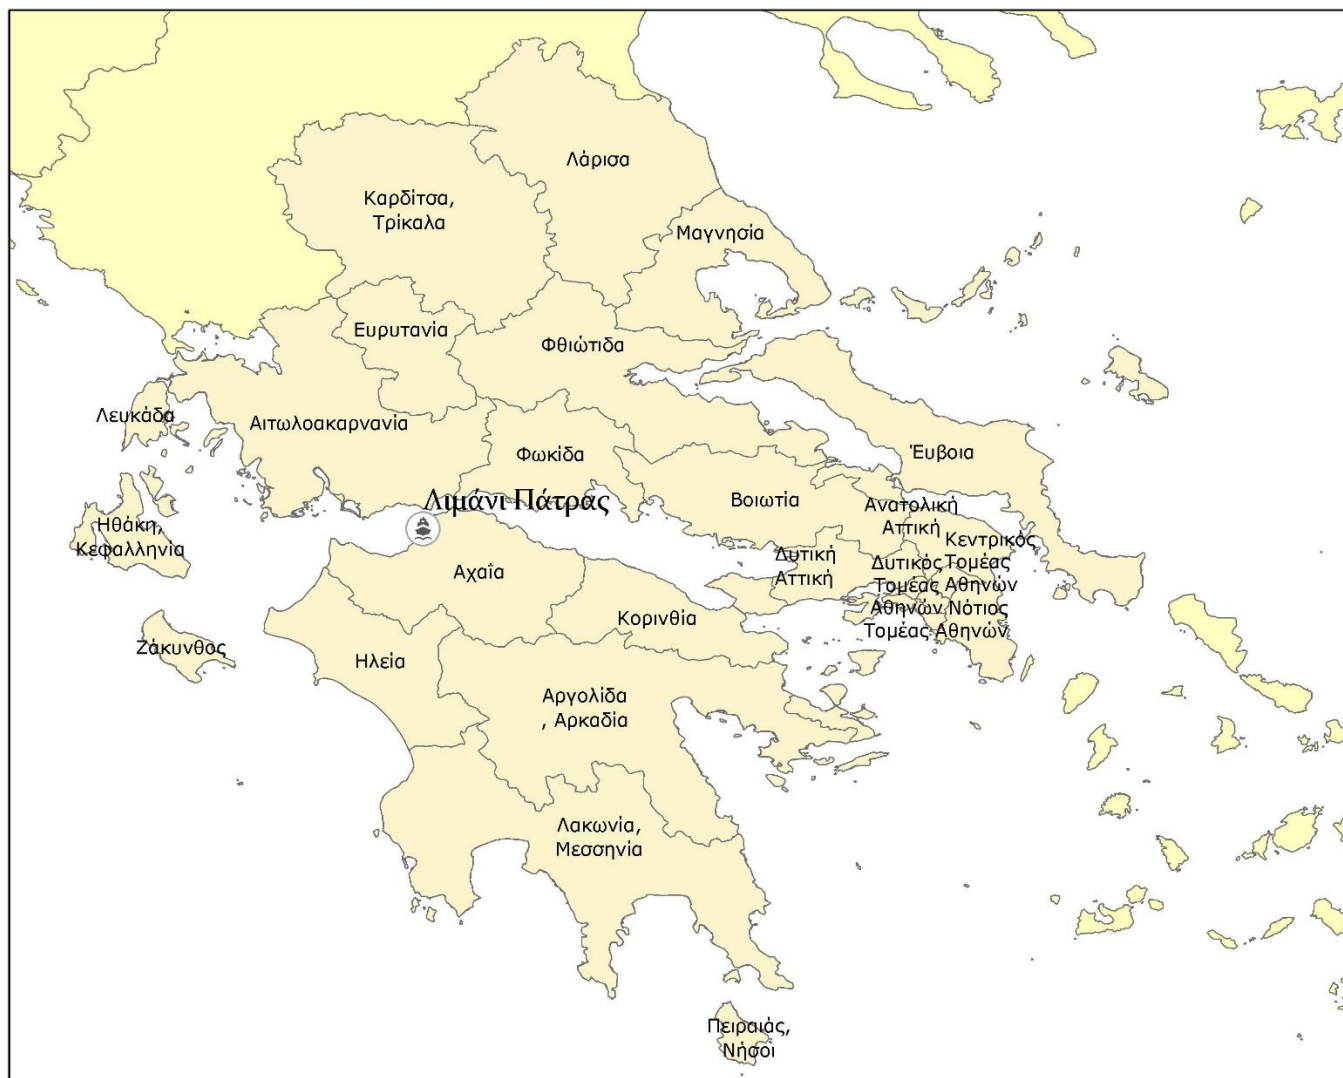 Λάρισα
Καρδίτσα,
Τρίκαλα
Μαγνησία
Ευρυτανία
Φθιώτιδα
Λευκάδα
Αιτωλοακαρνανία
Φωκίδα
Έυβοια
Βοιωτία
Λιμάνι Πάτρας
Ανατολική
Αττική
Ηθάκη,
Κεφαλληνία
Κεντρικός
Τομέας
Αθηνών
Δυτική
Αττική
Δυτικός
Τομέας
Αθηνών
Νότιος
Τομέας Αθηνών
Αχαΐα
Κορινθία
Ζάκυνθος
Ηλεία
Αργολίδα
, Αρκαδία
Λακωνία,
Μεσσηνία
Πειραιάς,
Νήσοι